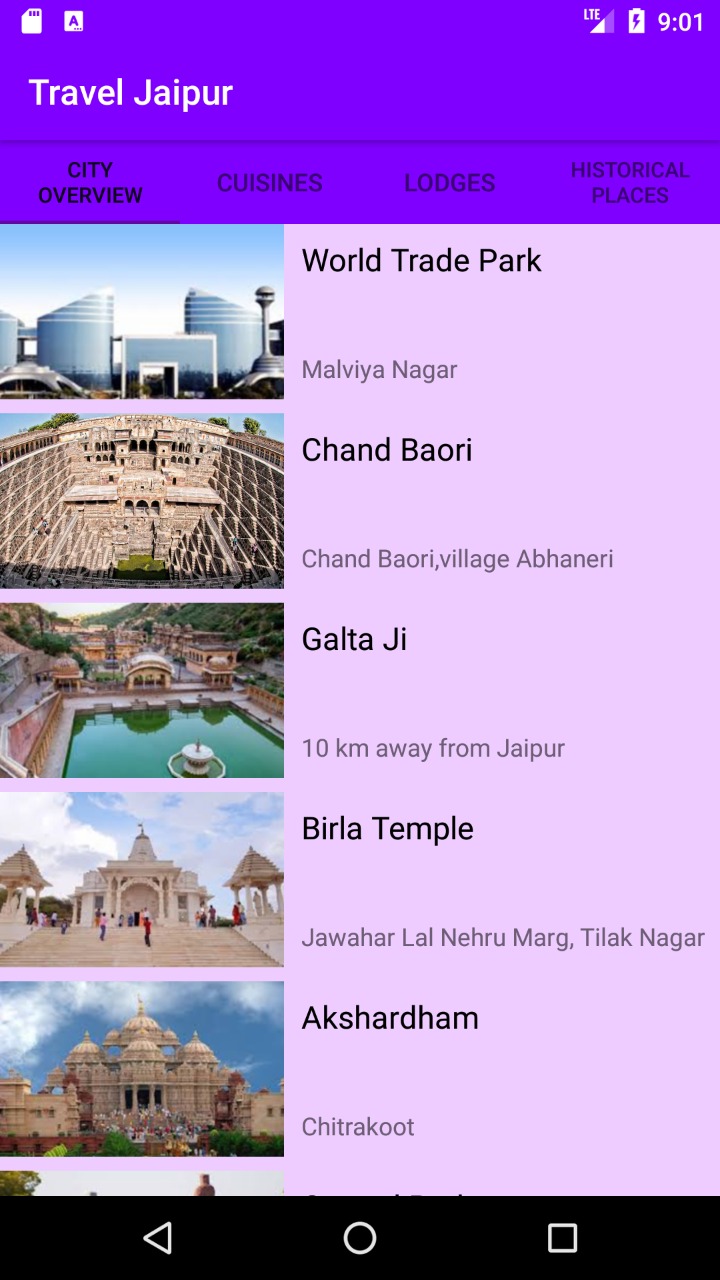 LTE
9:01
Travel Jaipur
CITY
OVERVIEW
CUISINES
LODGES
HISTORICAL
PLACES
World Trade Park
Malviya Nagar
Chand Baori
Chand Baori,village Abhaneri
Galta Ji
10 km away from Jaipur
Birla Temple
Jawahar Lal Nehru Marg, Tilak Nagar
Akshardham
Chitrakoot